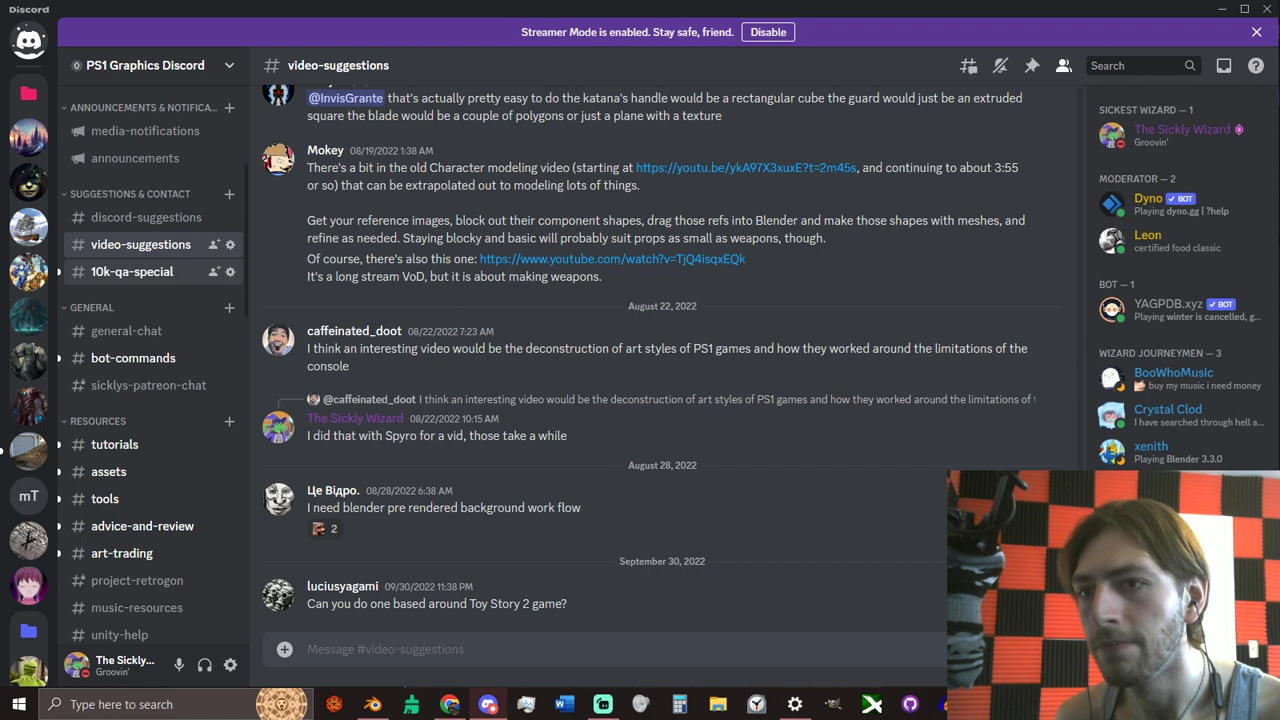 Discord
Streamer Mode is enabled. Stay safe, friend.
Disable
PS1 Graphics Discord
video-suggestions
Search
ANNOUNCEMENTS & NOTIFICA...
media-notifications
announcements
SUGGESTIONS & CONTACT
discord-suggestions
video-suggestions
10k-qa-special
GENERAL
general-chat
bot-commands
sicklys-patreon-chat
RESOURCES
tutorials
assets
tools
advice-and-review
art-trading
project-retrogon
music-resources
unity-help
mT
The Sickly...
Groovin'
@InvisGrante that's actually pretty easy to do the katana's handle would be a rectangular cube the guard would just be an extruded
square the blade would be a couple of polygons or just a plane with a texture
Mokey 08/19/2022 1:38 AM
There's a bit in the old Character modeling video (starting at https://youtu.be/ykA97X3xuxE?t=2m45s, and continuing to about 3:55
or so) that can be extrapolated out to modeling lots of things.
Get your reference images, block out their component shapes, drag those refs into Blender and make those shapes with meshes, and
refine as needed. Staying blocky and basic will probably suit props as small as weapons, though.
Of course, there's also this one: https://www.youtube.com/watch?v=TjQ4isqxEQk
It's a long stream VoD, but it is about making weapons.
August 22, 2022
caffeinated_doot 08/22/2022 7:23 AM
I think an interesting video would be the deconstruction of art styles of PS1 games and how they worked around the limitations of the
console
@caffeinated_doot I think an interesting video would be the deconstruction of art styles of PS1 games and how they worked around the limitations of
The Sickly Wizard 08/22/2022 10:15 AM
I did that with Spyro for a vid, those take a while
August 28, 2022
Це Відро. 08/28/2022 6:38 AM
I need blender pre rendered background work flow
2
September 30, 2022
luciusyagami 09/30/2022 11:38 PM
Can you do one based around Toy Story 2 game?
Message #video-suggestions
SICKEST WIZARD — 1
The Sickly Wizard
Groovin'
MODERATOR — 2
Dyno BOT
Playing dyno.gg | ?help
Leon
certified food classic
BOT — 1
YAGPDB.xyz BOT
Playing winter is cancelled, g...
WIZARD JOURNEYMEN — 3
BooWhoMusic
buy my music i need money
Crystal Clod
I have searched through hell a...
xenith
Playing Blender 3.3.0
Type here to search